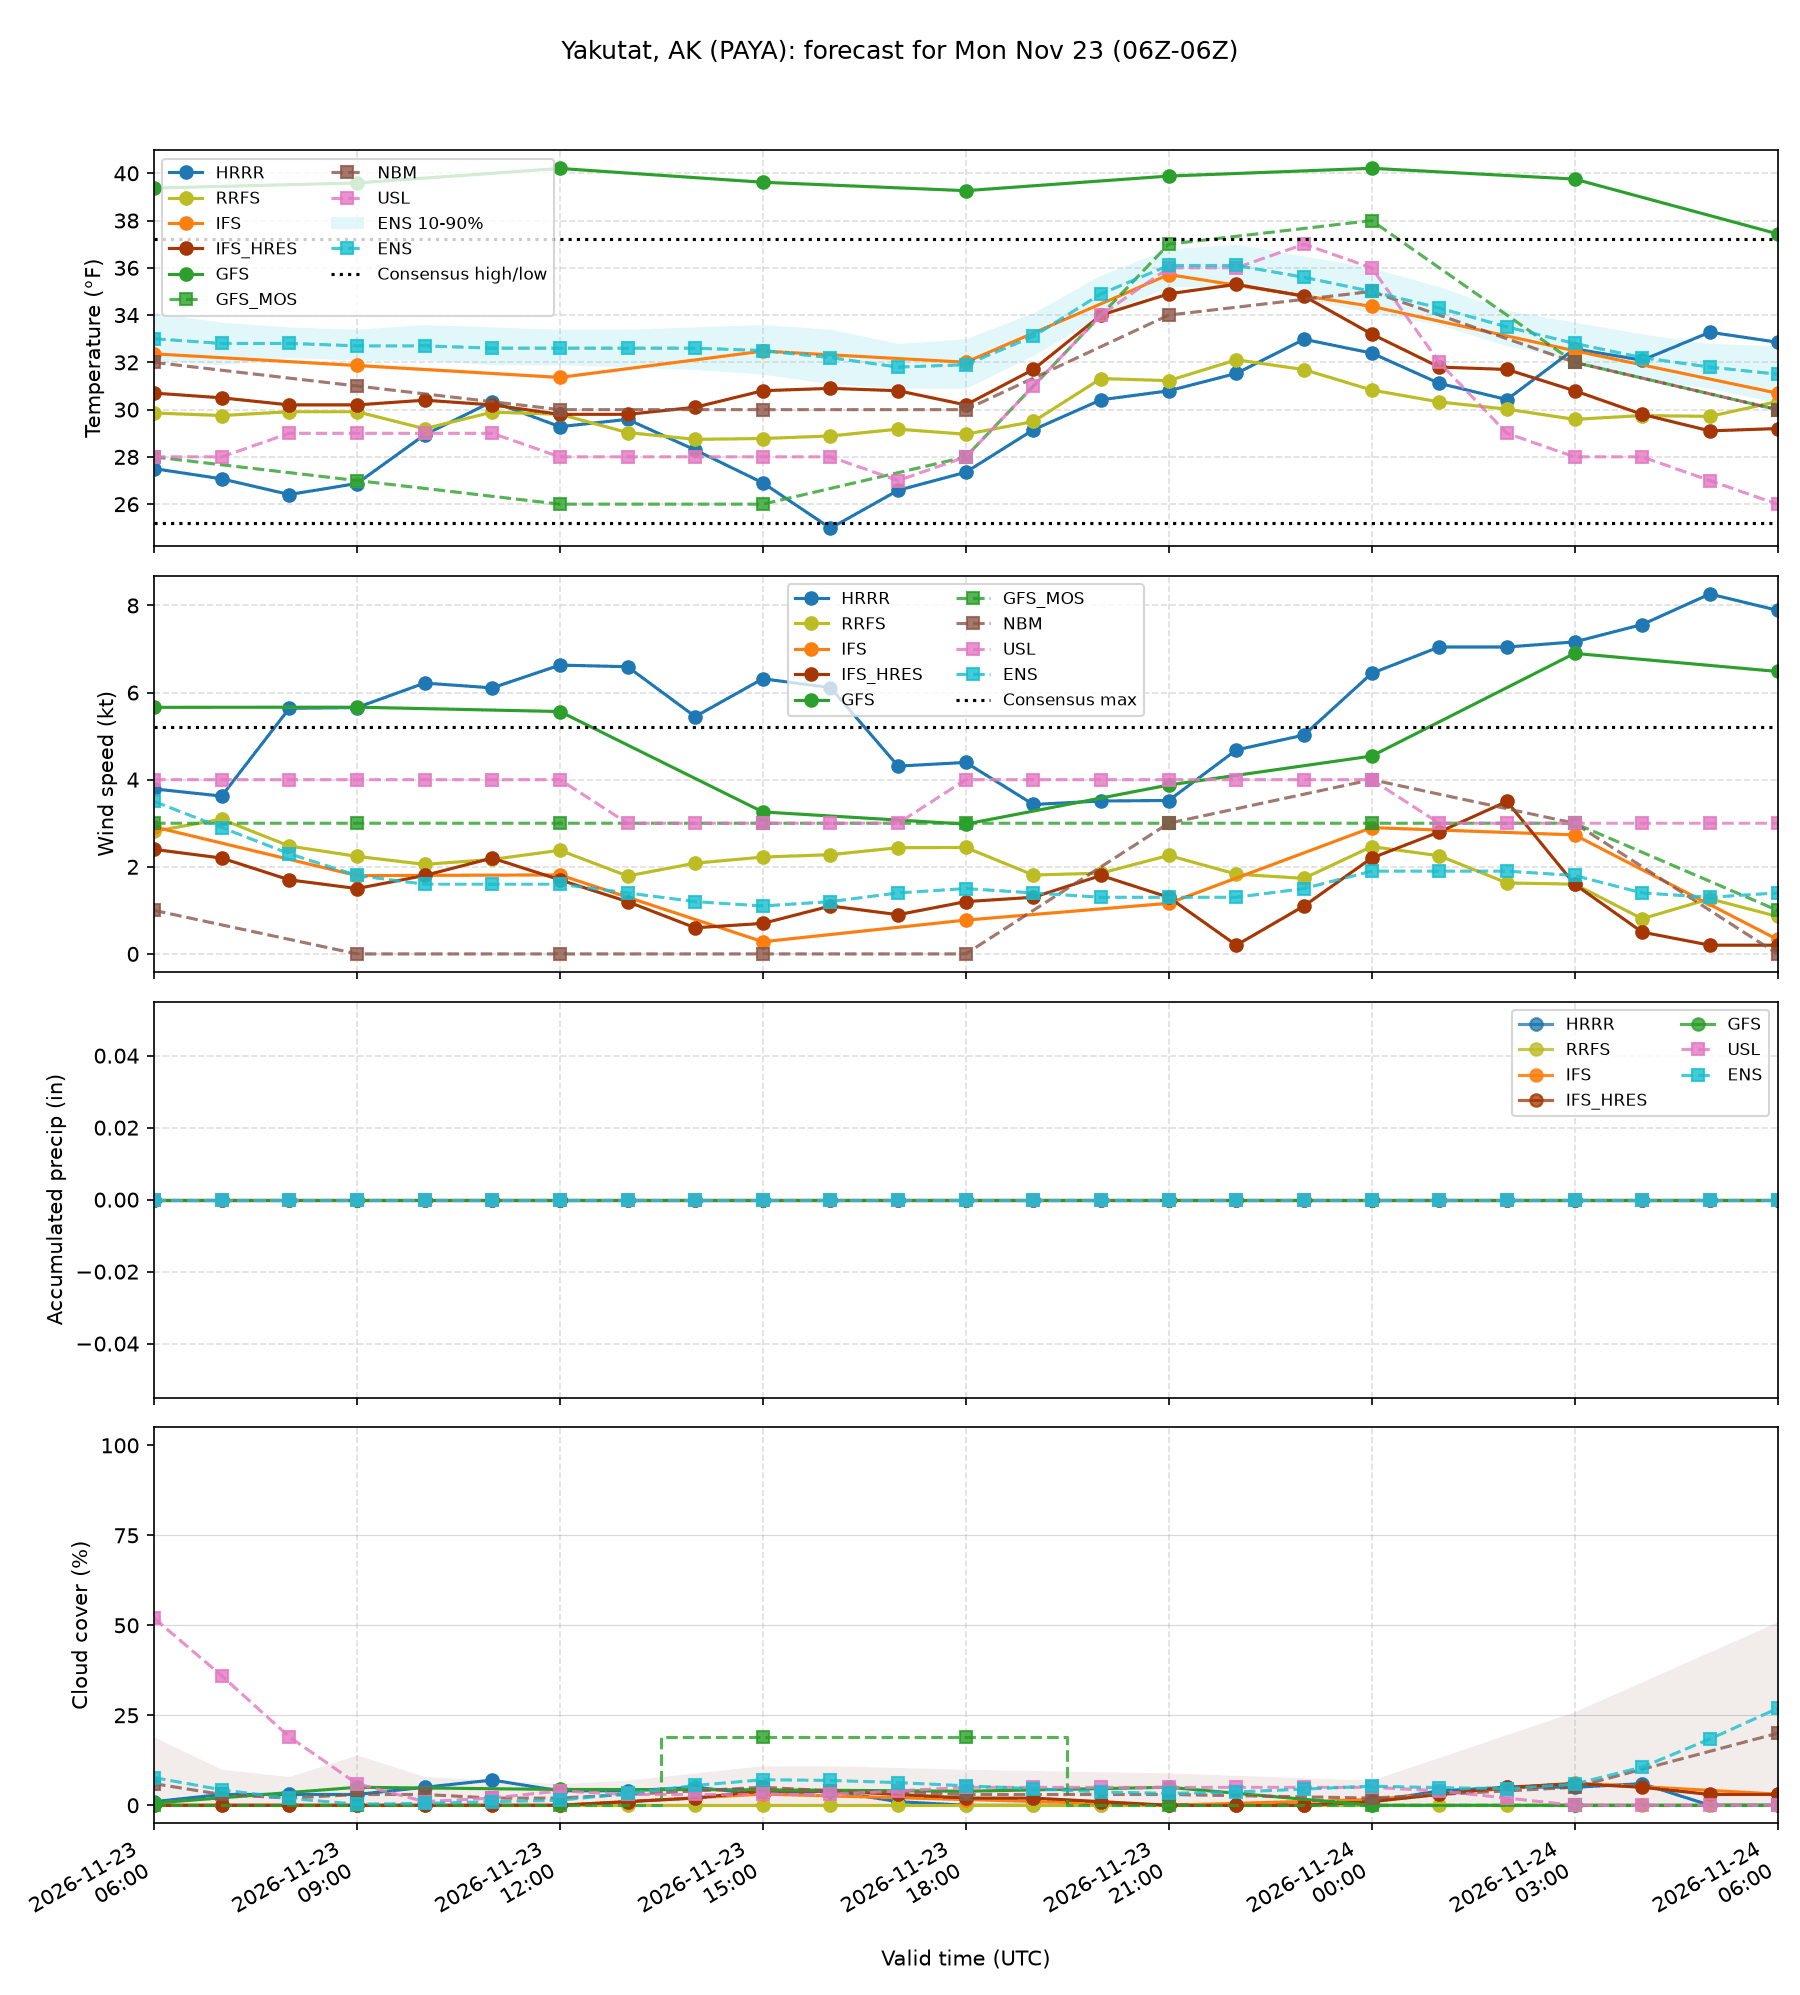 Yakutat, AK (PAYA): forecast for Mon Nov 23 (06Z-06Z)
Temperature (°F)
40
38
36
34
32
30
28
26
HRRR
RRFS
IFS
IFS_HRES
GFS
GFS_MOS
NBM
USL
ENS 10-90%
ENS
Consensus high/low
Wind speed (kt)
8
6
4
2
0
HRRR
RRFS
IFS
IFS_HRES
GFS
GFS_MOS
NBM
USL
ENS
Consensus max
Accumulated precip (in)
0.04
0.02
0.00
−0.02
−0.04
HRRR
RRFS
IFS
IFS_HRES
GFS
USL
ENS
Cloud cover (%)
100
75
50
25
0
2026-11-23
06:00
2026-11-23
09:00
2026-11-23
12:00
2026-11-23
15:00
2026-11-23
18:00
2026-11-23
21:00
2026-11-24
00:00
2026-11-24
03:00
2026-11-24
06:00
Valid time (UTC)